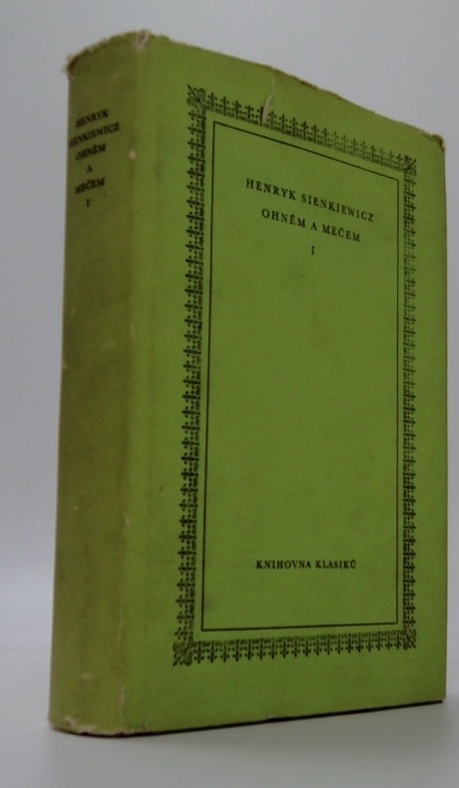 HENRYK
SIENKIEWICZ
OHNĚM
A
MEČEM
I
HENRYK SIENKIEWICZ
OHNĚM A MEČEM
I
KNIHOVNA KLASIKŮ